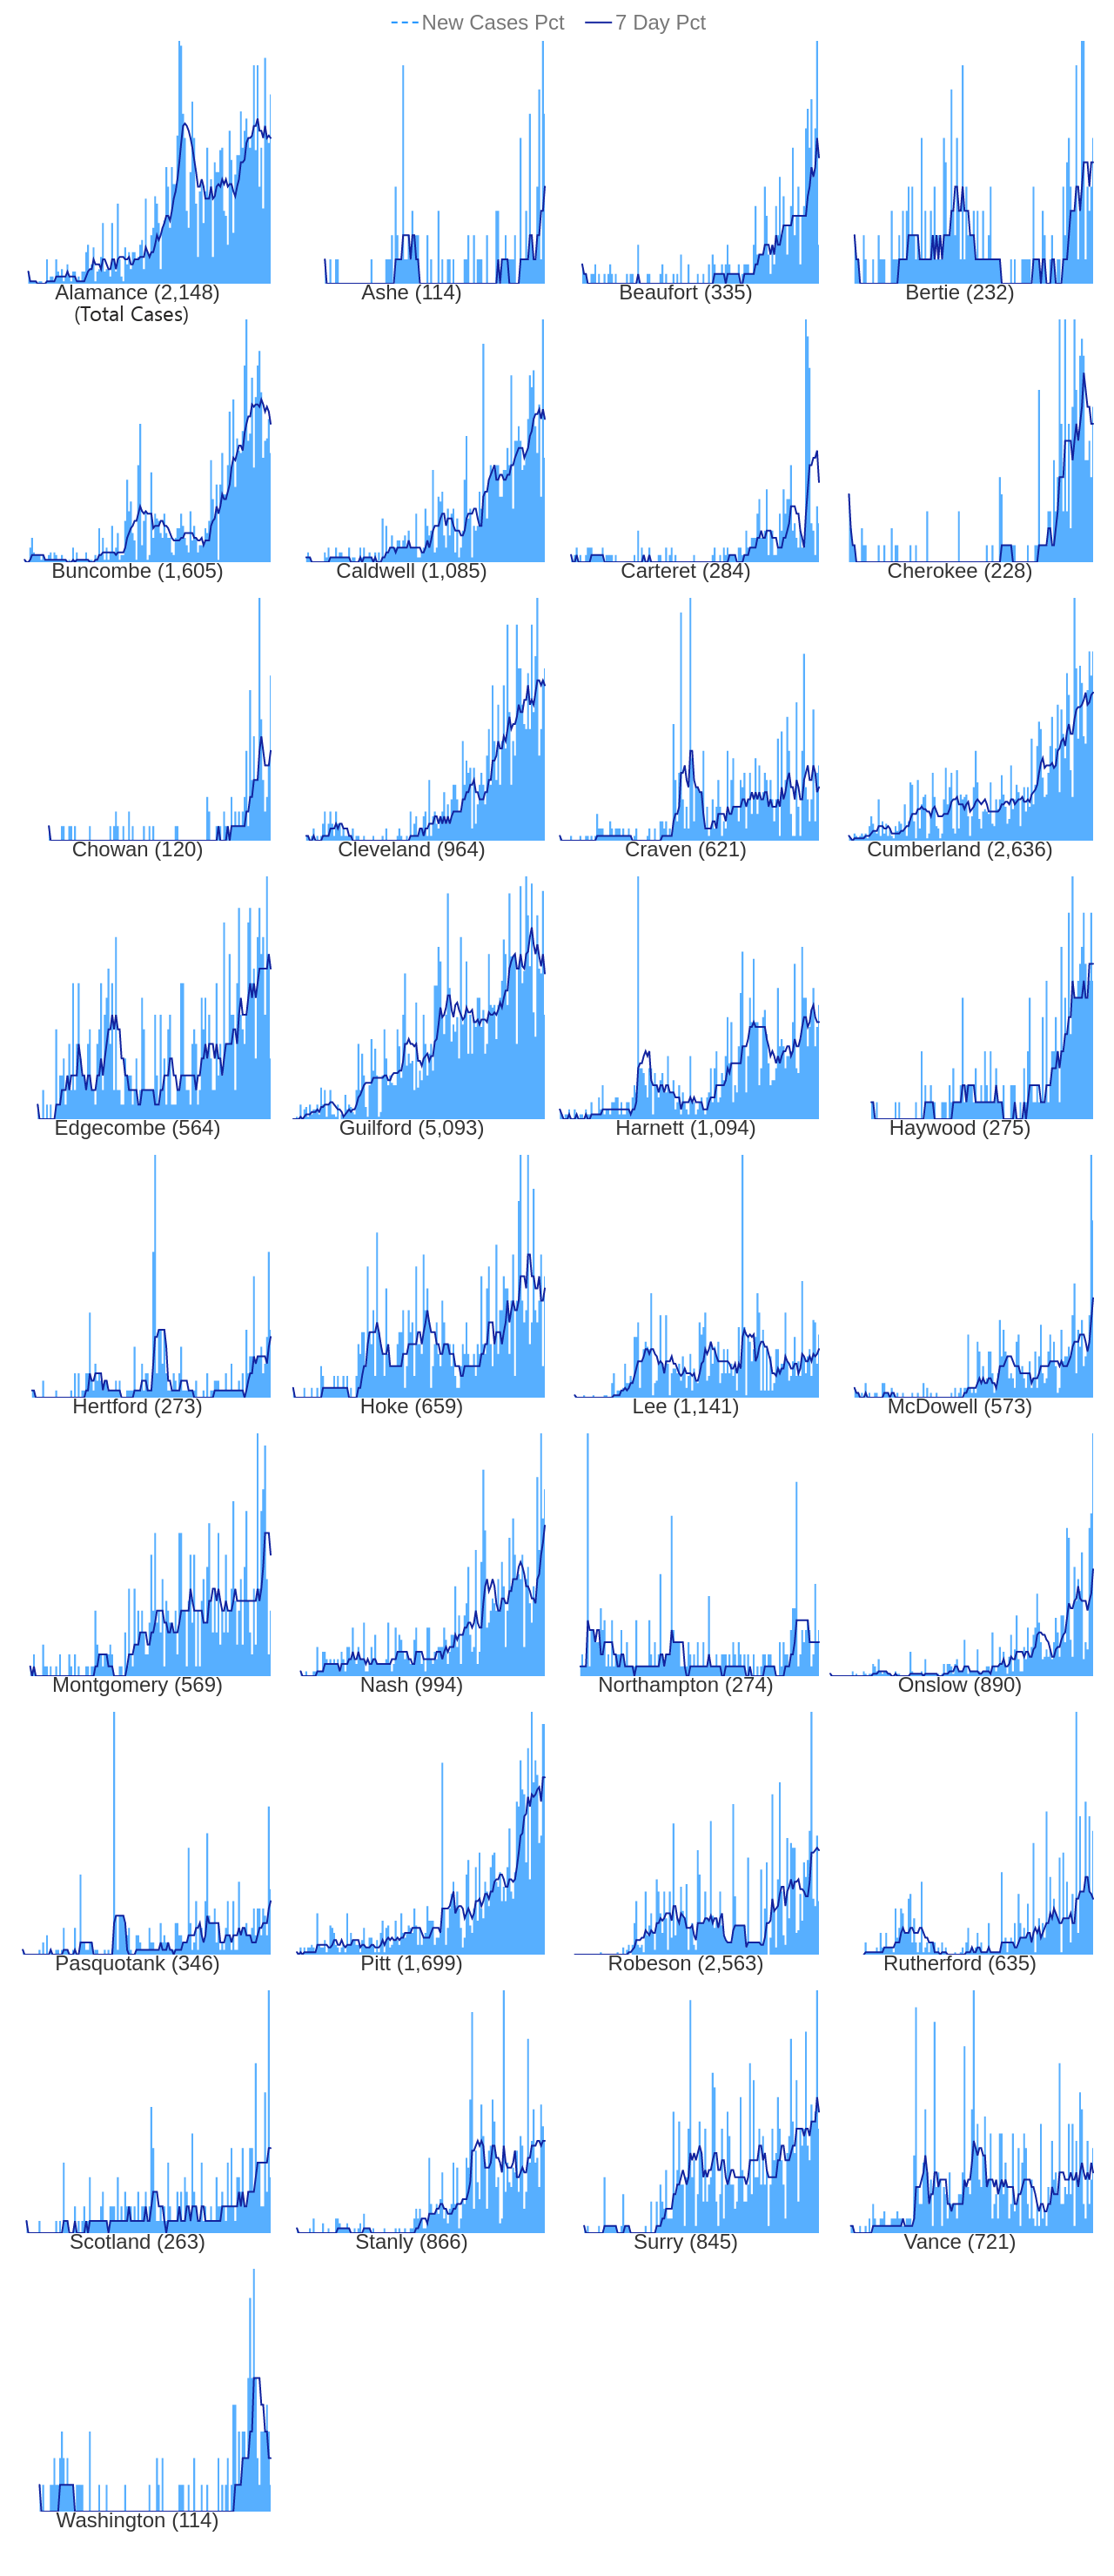 New Cases Pct 7 Day Pct
Alamance (2,148) Ashe (114) Beaufort (335) Bertie (232)
(Total Cases)
Buncombe (1,605) Caldwell (1,085) Carteret (284) Cherokee (228)
Chowan (120) Cleveland (964) Craven (621) Cumberland (2,636)
Edgecombe (564) Guilford (5,093) Harnett (1,094) Haywood (275)
Hertford (273) Hoke (659) Lee (1,141) McDowell (573)
Montgomery (569) Nash (994) Northampton (274) Onslow (890)
Pasquotank (346) Pitt (1,699) Robeson (2,563) Rutherford (635)
Scotland (263) Stanly (866) Surry (845) Vance (721)
Washington (114)